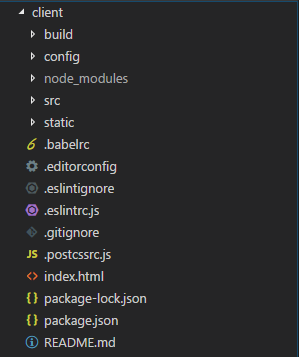 client
build
config
node_modules
src
static
.babelrc
.editorconfig
.eslintignore
.eslintrc.js
.gitignore
JS .postcssrc.js
<> index.html
{ } package-lock.json
{ } package.json
README.md